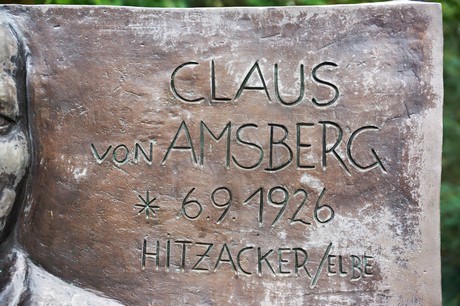 CLAUS
VON AMSBERG
* 6.9.1926
HITZACKER/ELBE